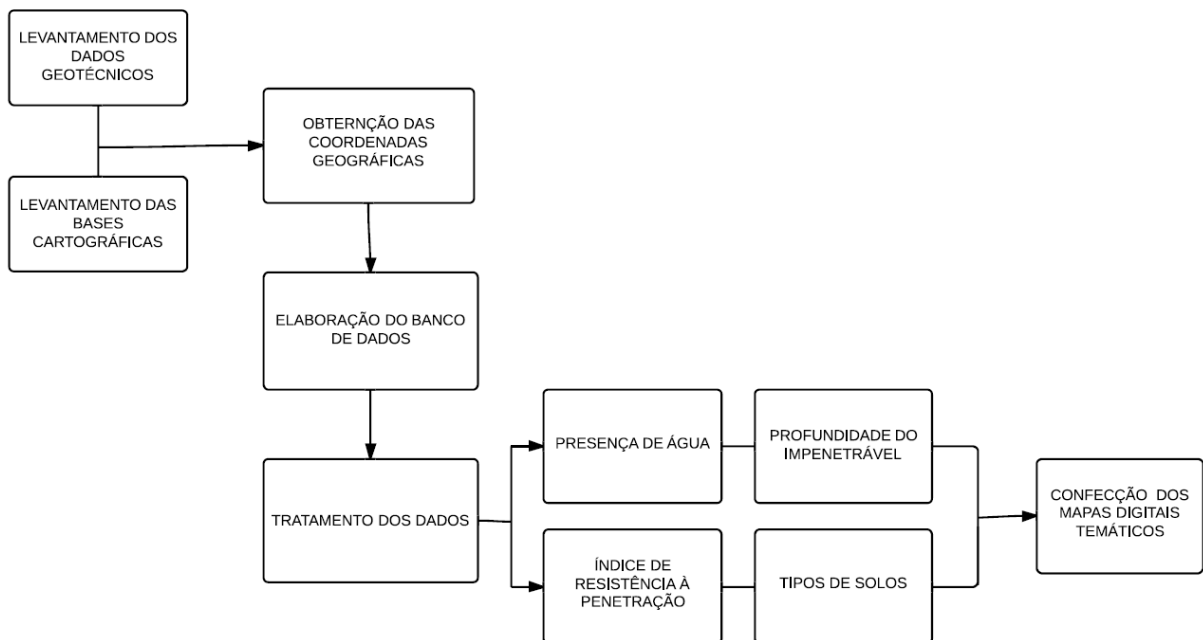 LEVANTAMENTO DOS
DADOS
GEOTÉCNICOS
LEVANTAMENTO DAS
BASES
CARTOGRÁFICAS
OBTERNÇÃO DAS
COORDENADAS
GEOGRÁFICAS
ELABORAÇÃO DO BANCO
DE DADOS
TRATAMENTO DOS DADOS
PRESENÇA DE ÁGUA
PROFUNDIDADE DO
IMPENETRÁVEL
ÍNDICE DE
RESISTÊNCIA À
PENETRAÇÃO
TIPOS DE SOLOS
CONFECÇÃO DOS
MAPAS DIGITAIS
TEMÁTICOS